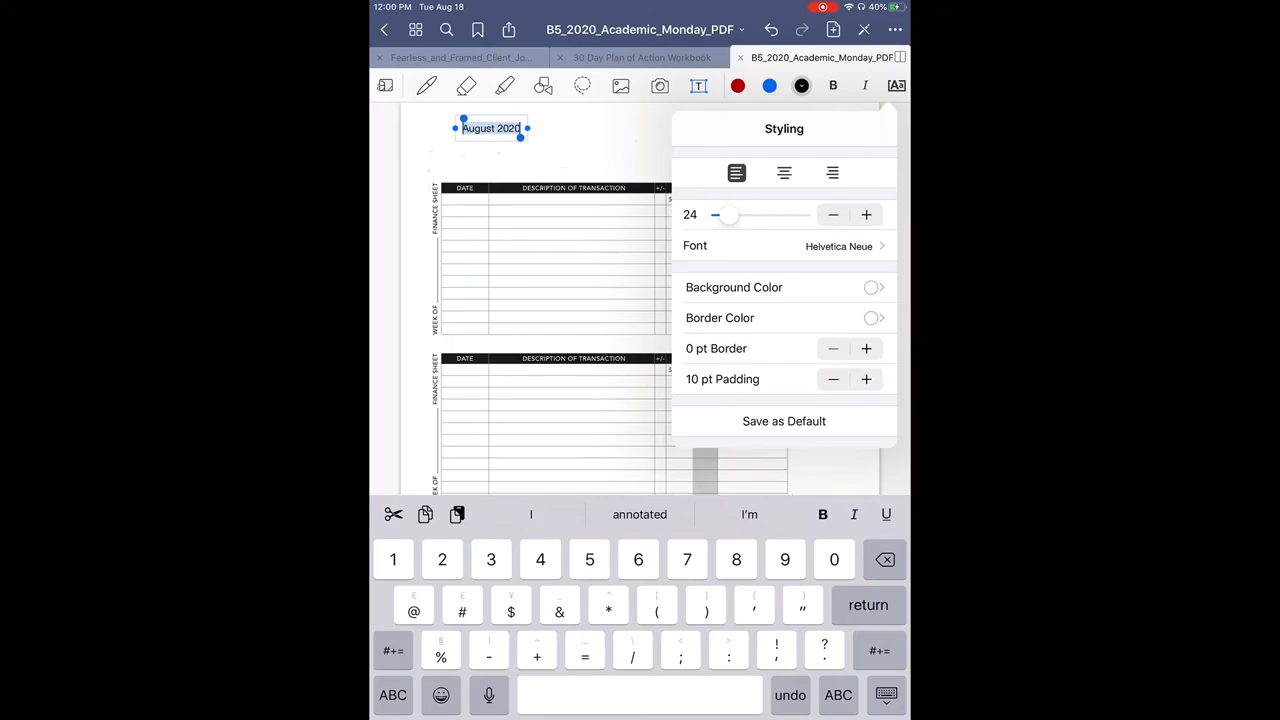 12:00 PM Tue Aug 18
40%
B5_2020_Academic_Monday_PDF
Fearless_and_Framed_Client_Jo...
30 Day Plan of Action Workbook
B5_2020_Academic_Monday_PDF
T
B
I
Aa
August 2020
Styling
24
Font
Helvetica Neue
Background Color
Border Color
0 pt Border
10 pt Padding
Save as Default
FINANCE SHEET
WEEK OF
DATE
DESCRIPTION OF TRANSACTION
+/-
$
FINANCE SHEET
WEEK OF
DATE
DESCRIPTION OF TRANSACTION
+/-
$
I
annotated
I'm
B
I
U
1 2 3 4 5 6 7 8 9 0
€ £ ¥ _ ^ [ ] { }
@ # $ & * ( ) ' "
return
§ | ~ … \ < >
#+= % - + = / ; : ! , ? . #+=
ABC
undo
ABC